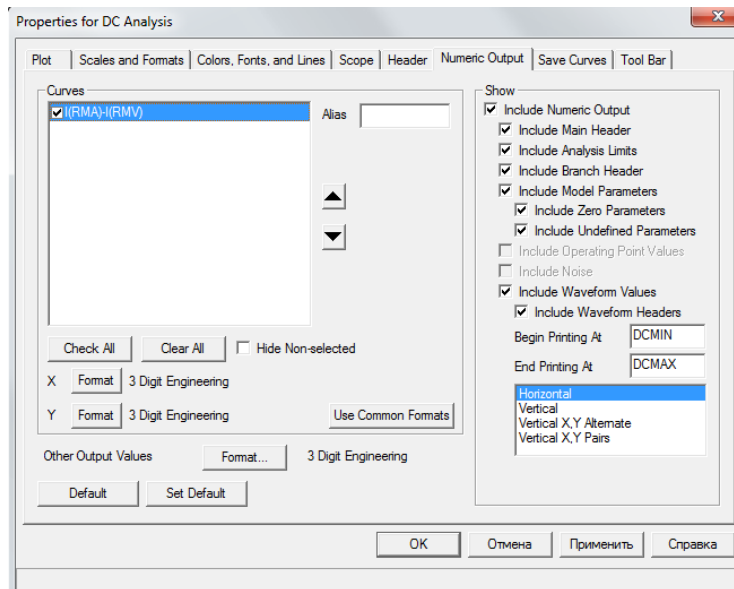 Properties for DC Analysis
x
Plot Scales and Formats Colors, Fonts, and Lines Scope Header Numeric Output Save Curves Tool Bar
Curves
I(RMA)-I(RMV)
Alias
Check All Clear All Hide Non-selected
X Format 3 Digit Engineering
Y Format 3 Digit Engineering Use Common Formats
Other Output Values Format... 3 Digit Engineering
Default Set Default
Show
Include Numeric Output
Include Main Header
Include Analysis Limits
Include Branch Header
Include Model Parameters
Include Zero Parameters
Include Undefined Parameters
Include Operating Point Values
Include Noise
Include Waveform Values
Include Waveform Headers
Begin Printing At DCMIN
End Printing At DCMAX
Horizontal
Vertical
Vertical X,Y Alternate
Vertical X,Y Pairs
OK Отмена Применить Справка